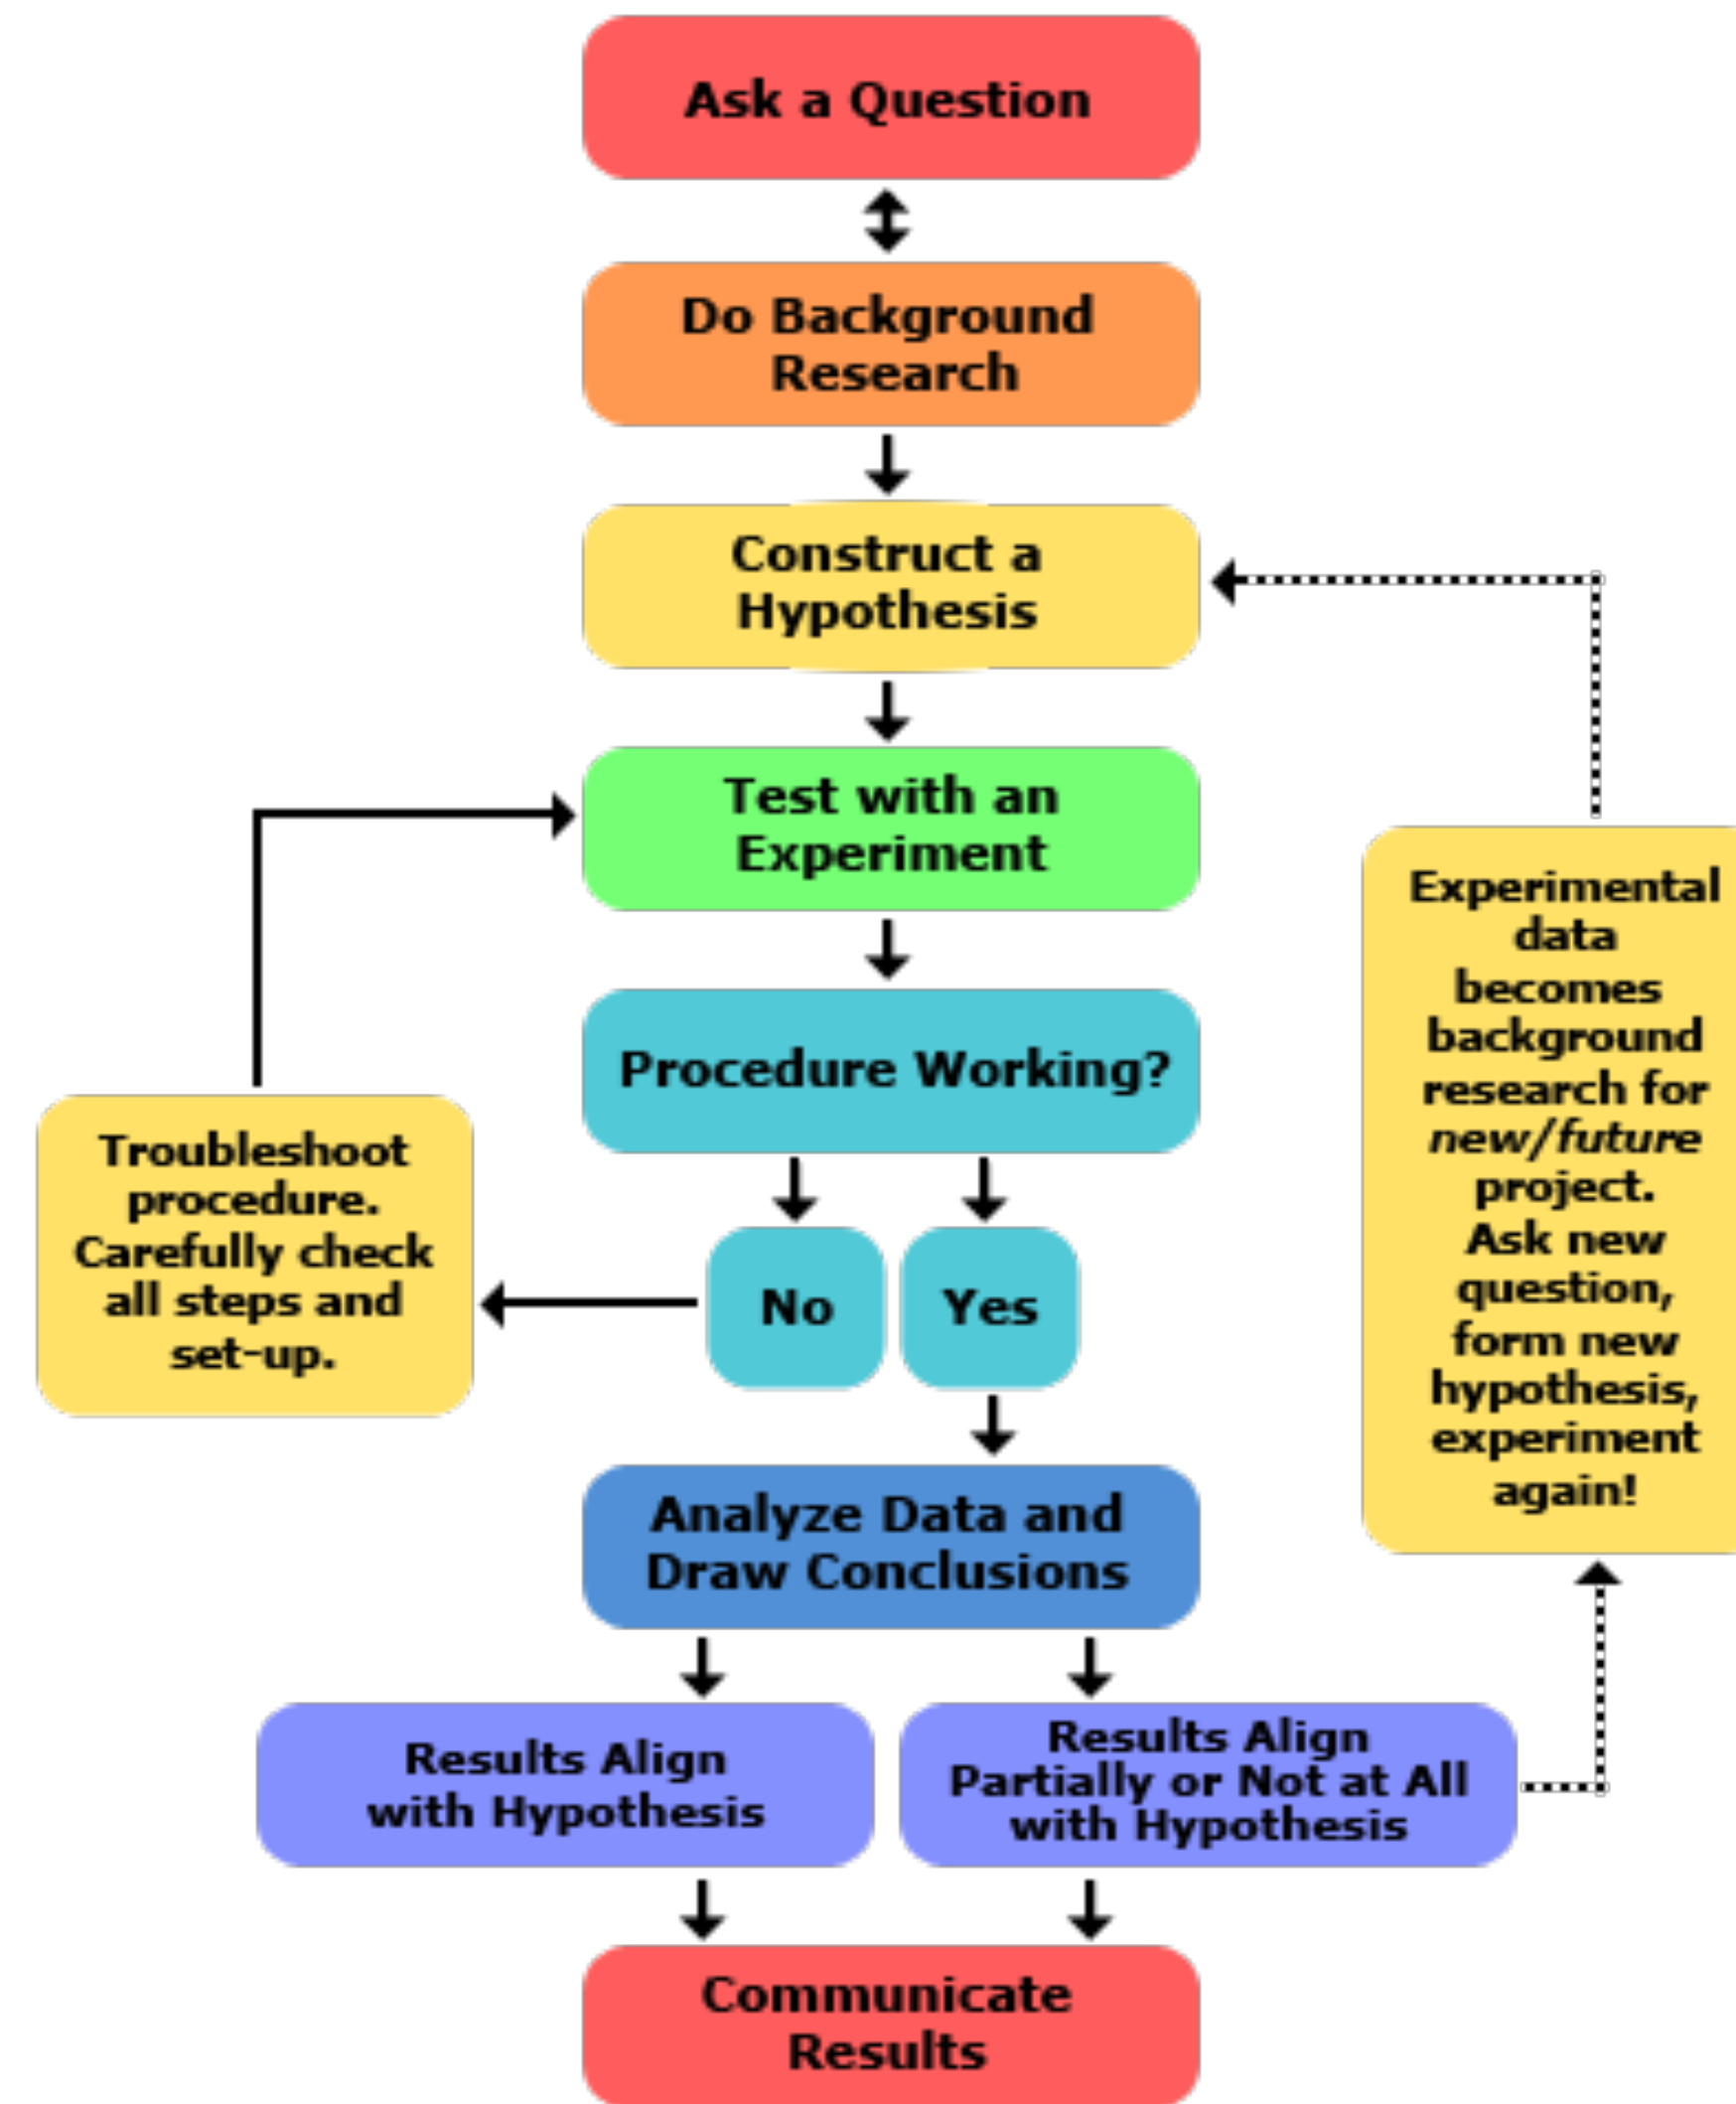 Ask a Question
Do Background
Research
Construct a
Hypothesis
Test with an
Experiment
Procedure Working?
No
Yes
Troubleshoot
procedure.
Carefully check
all steps and
set-up.
Experimental
data
becomes
background
research for
new/future
project.
Ask new
question,
form new
hypothesis,
experiment
again!
Analyze Data and
Draw Conclusions
Results Align
with Hypothesis
Results Align
Partially or Not at All
with Hypothesis
Communicate
Results